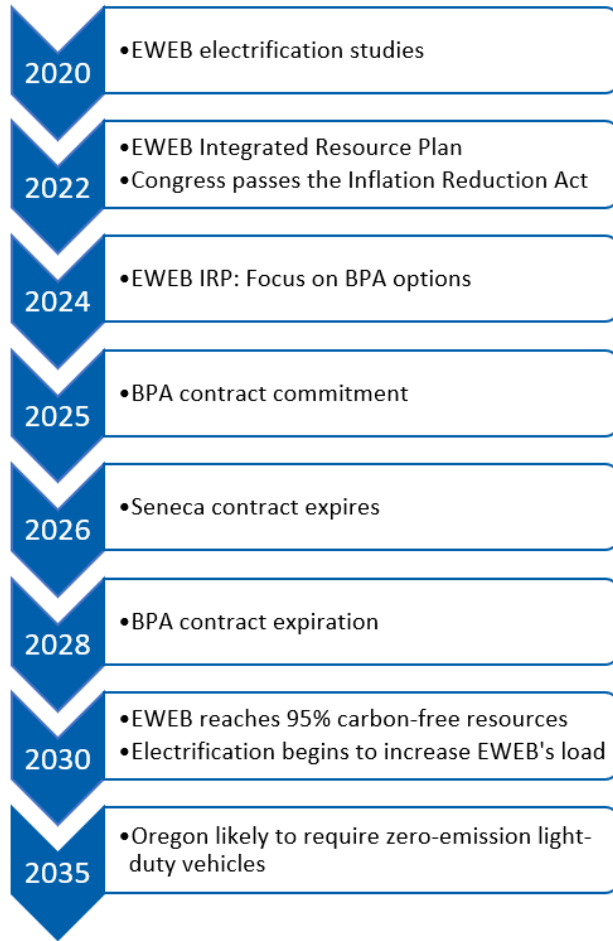 2020
•EWEB electrification studies
2022
•EWEB Integrated Resource Plan
•Congress passes the Inflation Reduction Act
2024
•EWEB IRP: Focus on BPA options
2025
•BPA contract commitment
2026
•Seneca contract expires
2028
•BPA contract expiration
2030
•EWEB reaches 95% carbon-free resources
•Electrification begins to increase EWEB's load
2035
•Oregon likely to require zero-emission light-
duty vehicles